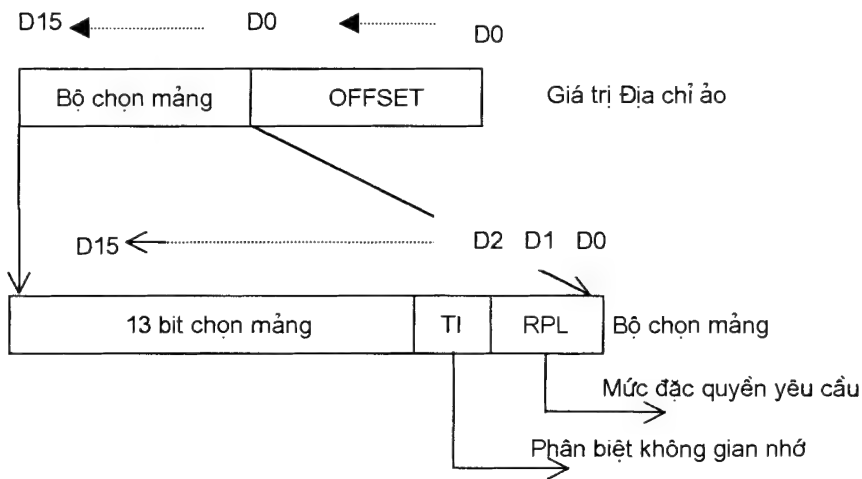 D15 D0 D0
Bộ chọn mảng OFFSET Giá trị Địa chỉ ảo
D15 D2 D1 D0
13 bit chọn mảng TI RPL Bộ chọn mảng
Mức đặc quyền yêu cầu
Phân biệt không gian nhớ